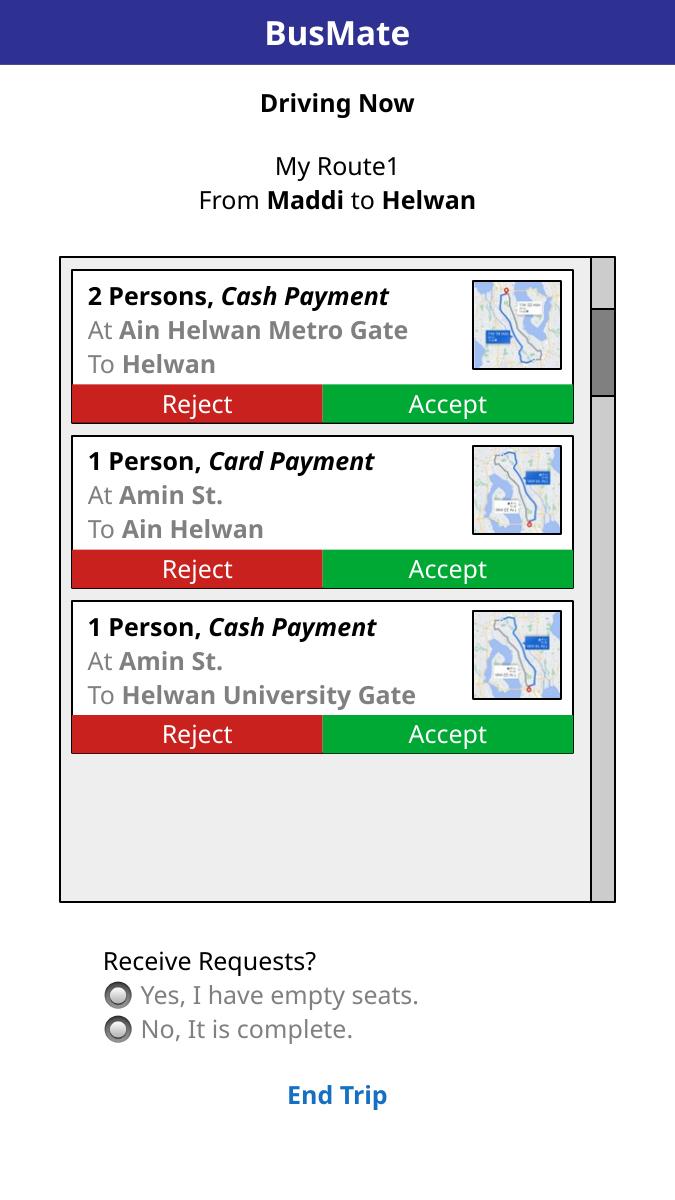 BusMate
Driving Now
My Route1
From Maddi to Helwan
2 Persons, Cash Payment
At Ain Helwan Metro Gate
To Helwan
Reject
Accept
1 Person, Card Payment
At Amin St.
To Ain Helwan
Reject
Accept
1 Person, Cash Payment
At Amin St.
To Helwan University Gate
Reject
Accept
Receive Requests?
Yes, I have empty seats.
No, It is complete.
End Trip